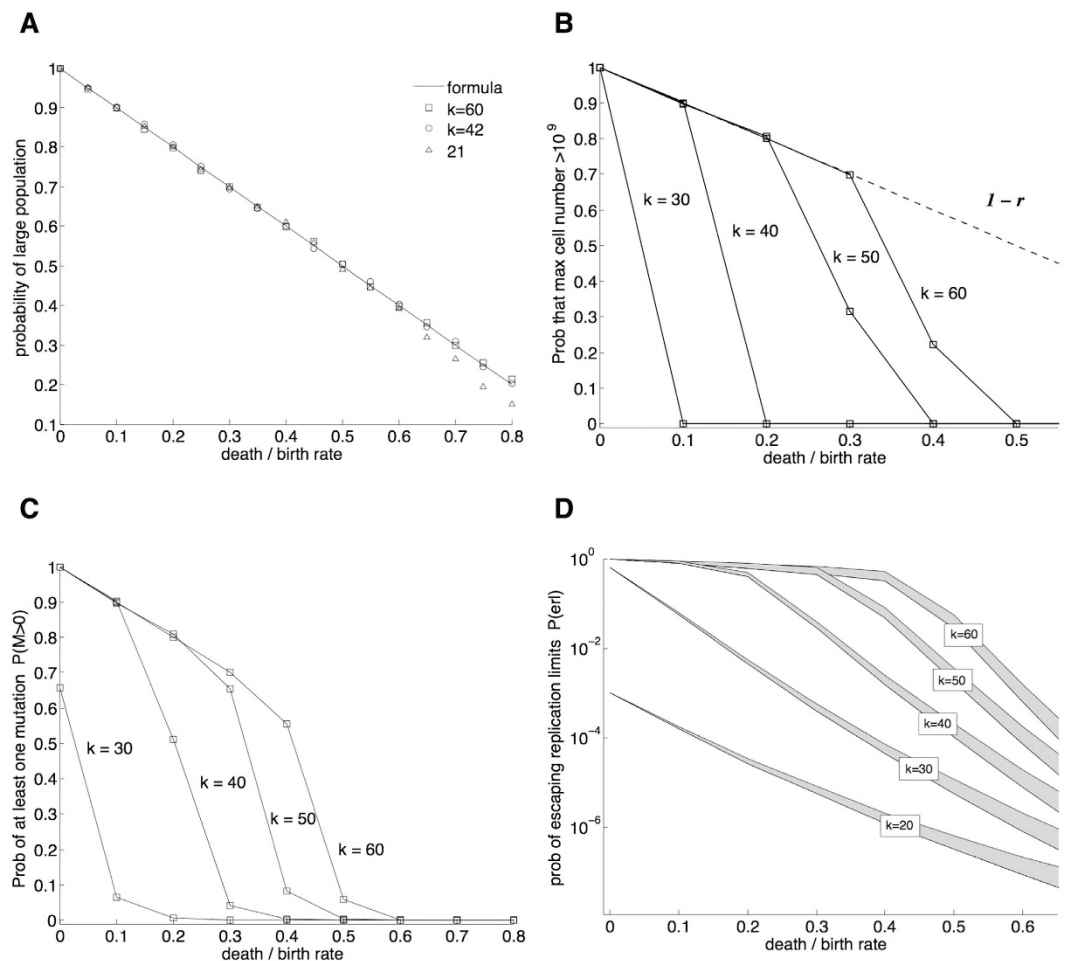 A
probability of large population
1
0.9
0.8
0.7
0.6
0.5
0.4
0.3
0.2
0.1
0 0.1 0.2 0.3 0.4 0.5 0.6 0.7 0.8
death / birth rate
formula
k=60
k=42
21
B
Prob that max cell number >10^9
1
0.9
0.8
0.7
0.6
0.5
0.4
0.3
0.2
0.1
0
0 0.1 0.2 0.3 0.4 0.5
death / birth rate
1 – r
k = 30
k = 40
k = 50
k = 60
C
Prob of at least one mutation P(M>0)
1
0.9
0.8
0.7
0.6
0.5
0.4
0.3
0.2
0.1
0
0 0.1 0.2 0.3 0.4 0.5 0.6 0.7 0.8
death / birth rate
k = 30
k = 40
k = 50
k = 60
D
prob of escaping replication limits P(erl)
10^0
10^-2
10^-4
10^-6
0 0.1 0.2 0.3 0.4 0.5 0.6
death / birth rate
k=60
k=50
k=40
k=30
k=20